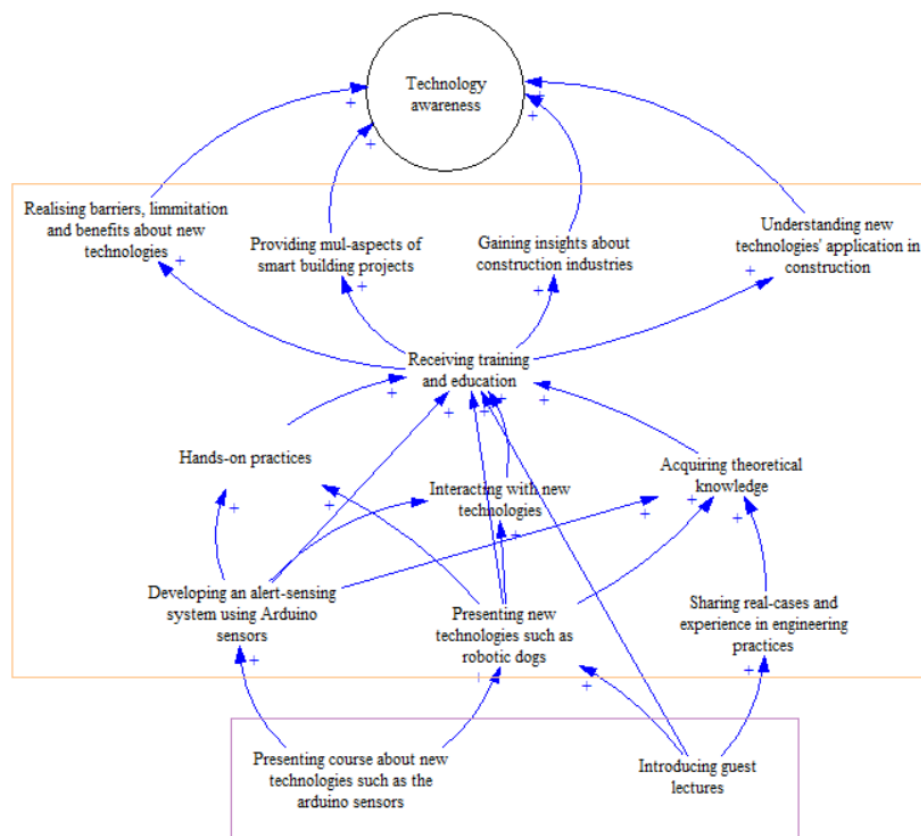 Technology
awareness
Realising barriers, limmitation
and benefits about new
technologies
Providing mul-aspects of
smart building projects
Gaining insights about
construction industries
Understanding new
technologies' application in
construction
Receiving training
and education
Hands-on practices
Interacting with new
technologies
Acquiring theoretical
knowledge
Developing an alert-sensing
system using Arduino
sensors
Presenting new
technologies such as
robotic dogs
Sharing real-cases and
experience in engineering
practices
Presenting course about new
technologies such as the
arduino sensors
Introducing guest
lectures